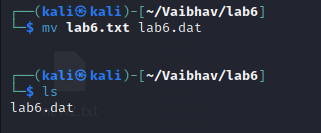 ┌──(kali㉿kali)-[~/Vaibhav/lab6]
└─$ mv lab6.txt lab6.dat
┌──(kali㉿kali)-[~/Vaibhav/lab6]
└─$ ls
lab6.dat